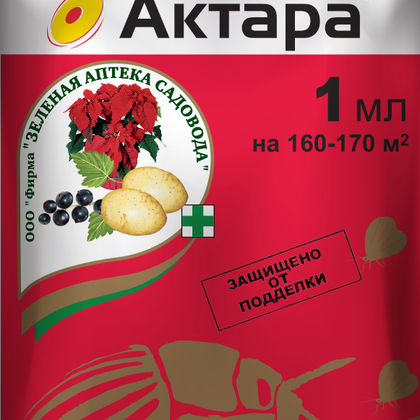 Актара
ООО "Фирма "ЗЕЛЕНАЯ АПТЕКА САДОВОДА"
1 мл
на 160-170 м²
ЗАЩИЩЕНО
ОТ
ПОДДЕЛКИ